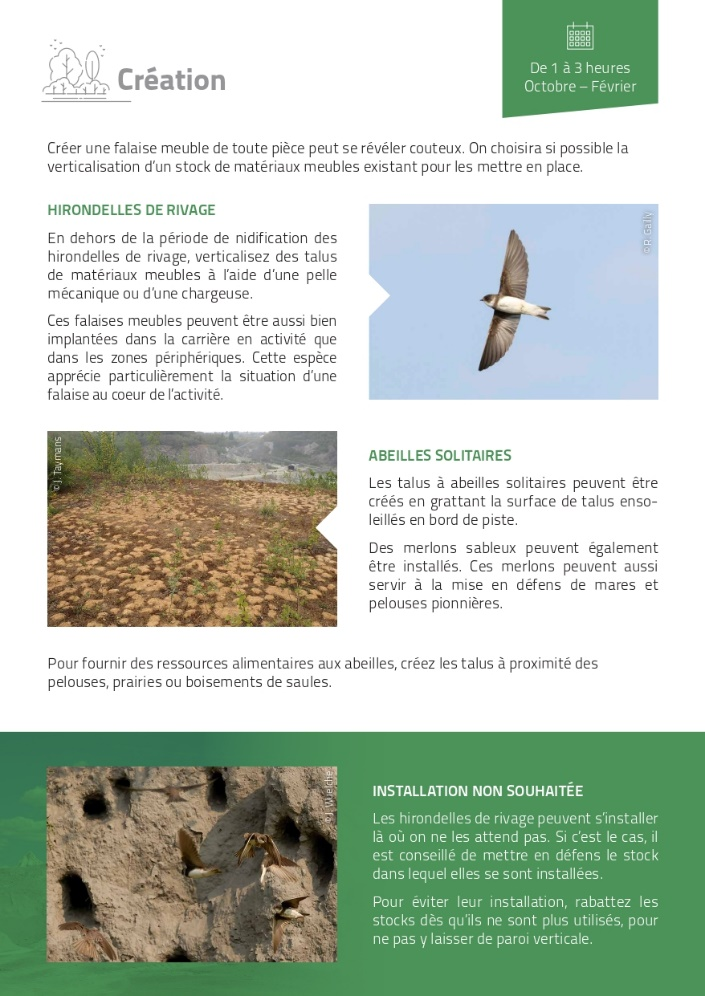 Création
De 1 à 3 heures
Octobre – Février
Créer une falaise meuble de toute pièce peut se révéler couteux. On choisira si possible la
verticalisation d'un stock de matériaux meubles existant pour les mettre en place.
HIRONDELLES DE RIVAGE
En dehors de la période de nidification des
hirondelles de rivage, verticalisez des talus
de matériaux meubles à l'aide d'une pelle
mécanique ou d'une chargeuse.
Ces falaises meubles peuvent être aussi bien
implantées dans la carrière en activité que
dans les zones périphériques. Cette espèce
apprécie particulièrement la situation d'une
falaise au coeur de l'activité.
©R. Gailly
©J. Taymans
ABEILLES SOLITAIRES
Les talus à abeilles solitaires peuvent être
créés en grattant la surface de talus enso-
leillés en bord de piste.
Des merlons sableux peuvent également
être installés. Ces merlons peuvent aussi
servir à la mise en défens de mares et
pelouses pionnières.
Pour fournir des ressources alimentaires aux abeilles, créez les talus à proximité des
pelouses, prairies ou boisements de saules.
INSTALLATION NON SOUHAITÉE
Les hirondelles de rivage peuvent s'installer
là où on ne les attend pas. Si c'est le cas, il
est conseillé de mettre en défens le stock
dans lequel elles se sont installées.
Pour éviter leur installation, rabattez les
stocks dès qu'ils ne sont plus utilisés, pour
ne pas y laisser de paroi verticale.